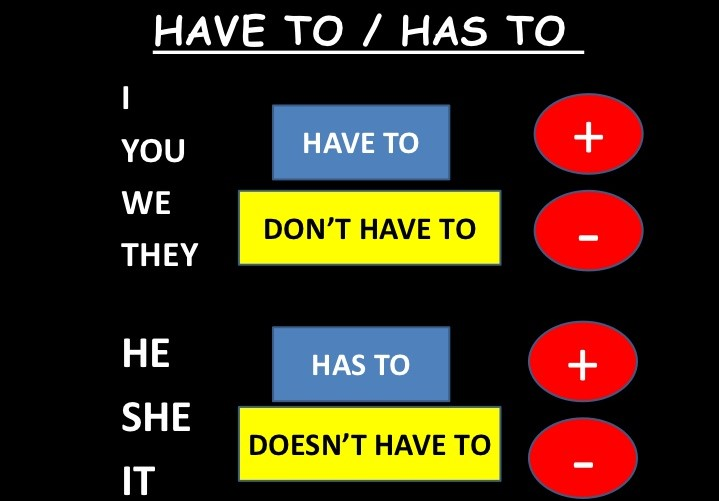 HAVE TO / HAS TO
I
YOU
WE
THEY
HAVE TO
+
DON'T HAVE TO
-
HE
SHE
IT
HAS TO
+
DOESN'T HAVE TO
-